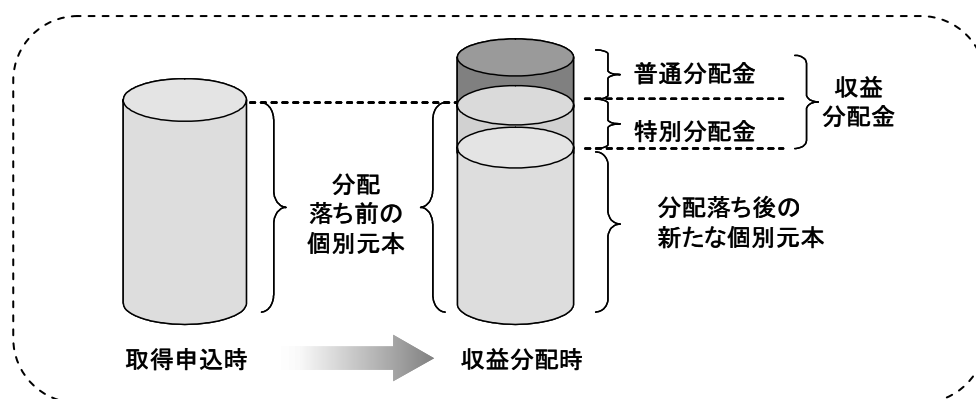 普通分配金
収益
分配金
特別分配金
分配
落ち前の
個別元本
分配落ち後の
新たな個別元本
取得申込時
収益分配時